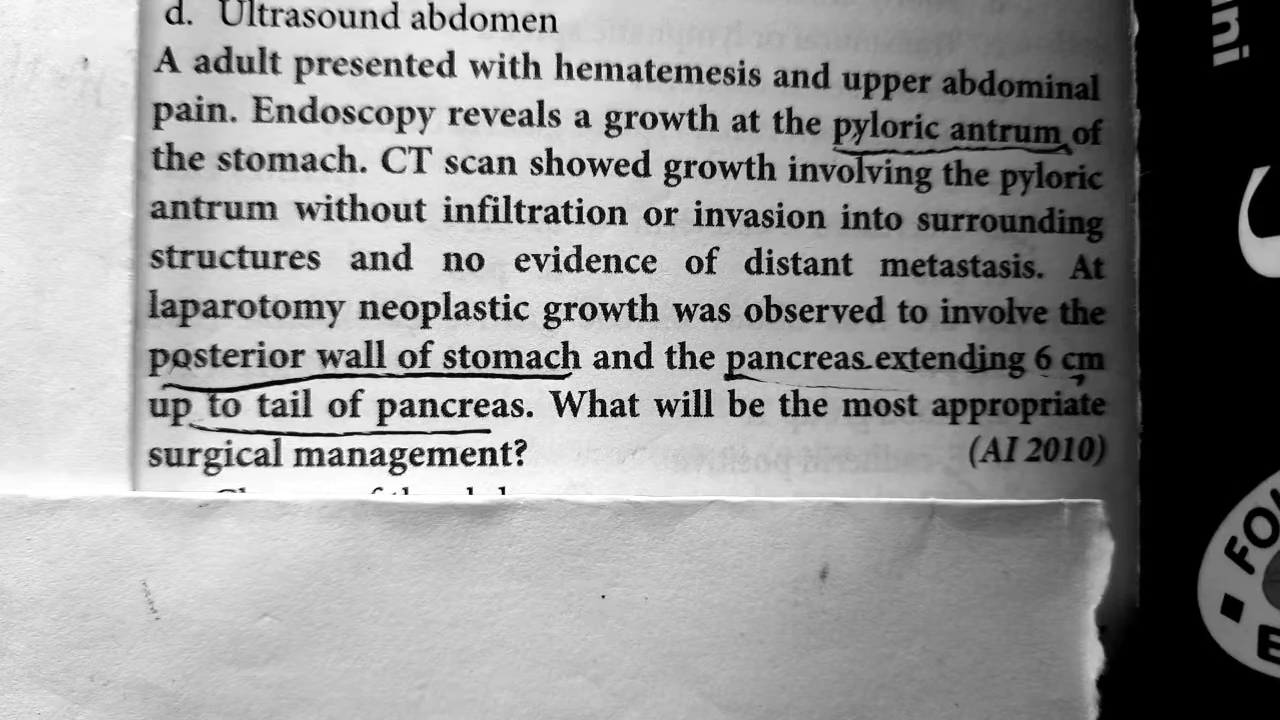 d. Ultrasound abdomen
A adult presented with hematemesis and upper abdominal
pain. Endoscopy reveals a growth at the pyloric antrum of
the stomach. CT scan showed growth involving the pyloric
antrum without infiltration or invasion into surrounding
structures and no evidence of distant metastasis. At
laparotomy neoplastic growth was observed to involve the
posterior wall of stomach and the pancreas extending 6 cm
up to tail of pancreas. What will be the most appropriate
surgical management? (AI 2010)